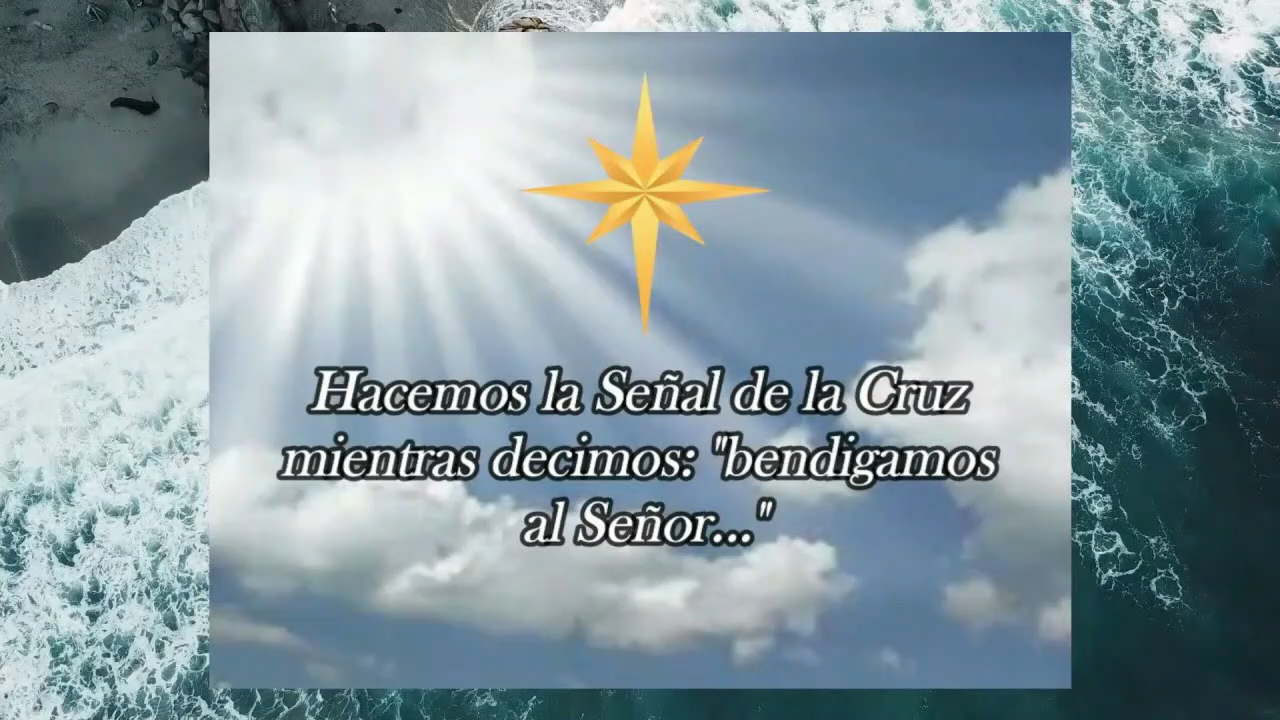 Hacemos la Señal de la Cruz
mientras decimos: "bendigamos
al Señor..."